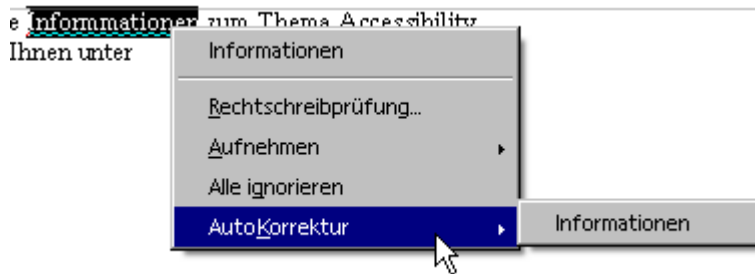 e Informmationen zum Thema Accessibility
Ihnen unter
Informationen
Rechtschreibprüfung...
Aufnehmen
Alle ignorieren
AutoKorrektur
Informationen